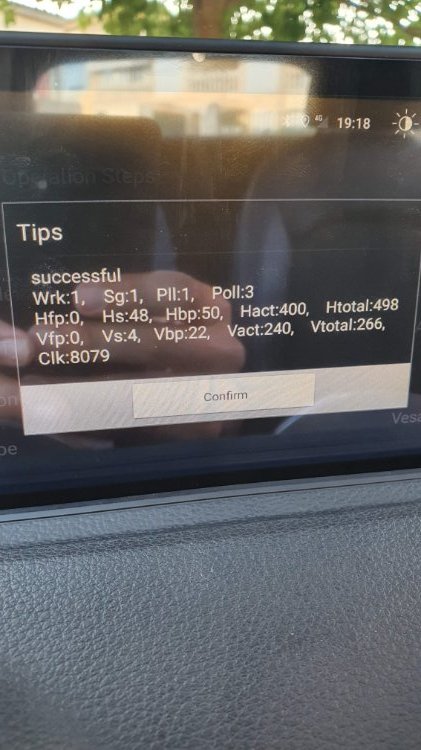 4G 19:18
Operation Steps
Tips
successful
Wrk:1, Sg:1, Pll:1, Poll:3
Hfp:0, Hs:48, Hbp:50, Hact:400, Htotal:498
Vfp:0, Vs:4, Vbp:22, Vact:240, Vtotal:266,
Clk:8079
Confirm